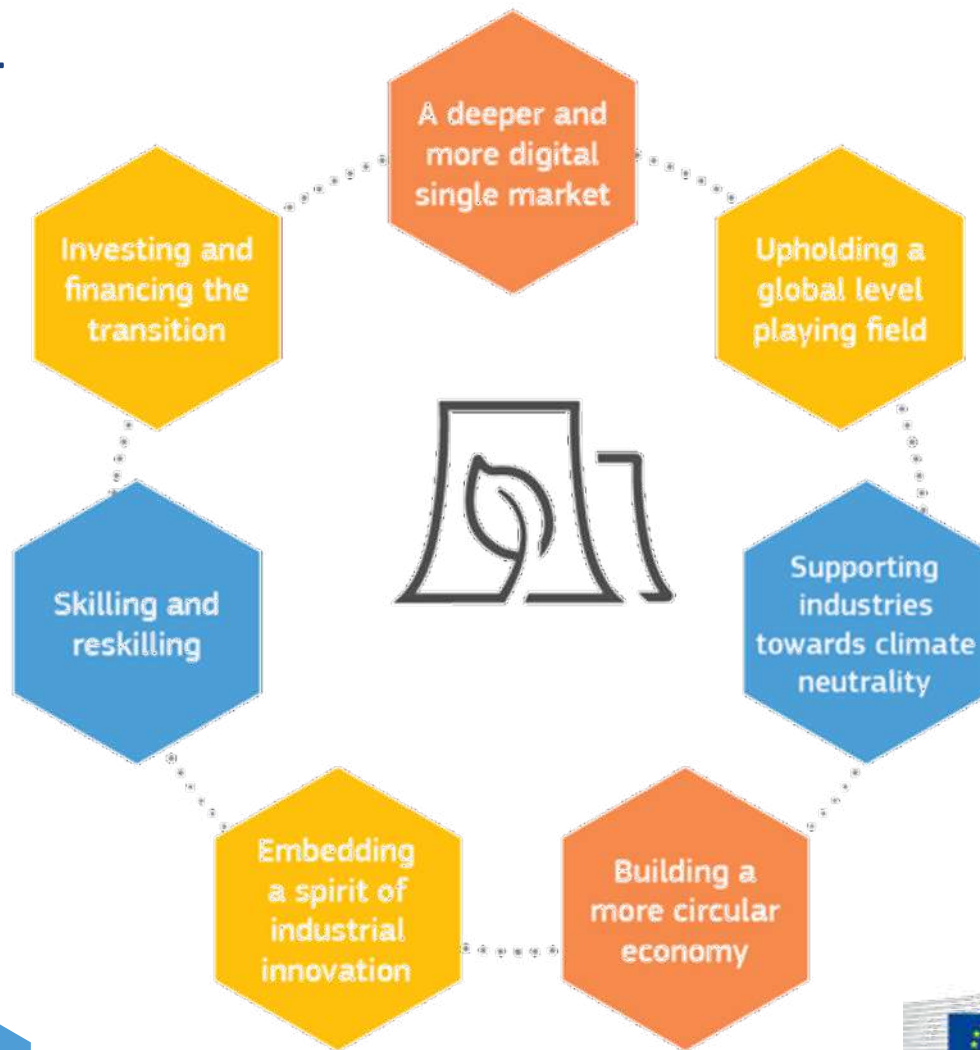 A deeper and
more digital
single market
Investing and
financing the
transition
Upholding a
global level
playing field
Skilling and
reskilling
Supporting
industries
towards climate
neutrality
Embedding
a spirit of
industrial
innovation
Building a
more circular
economy